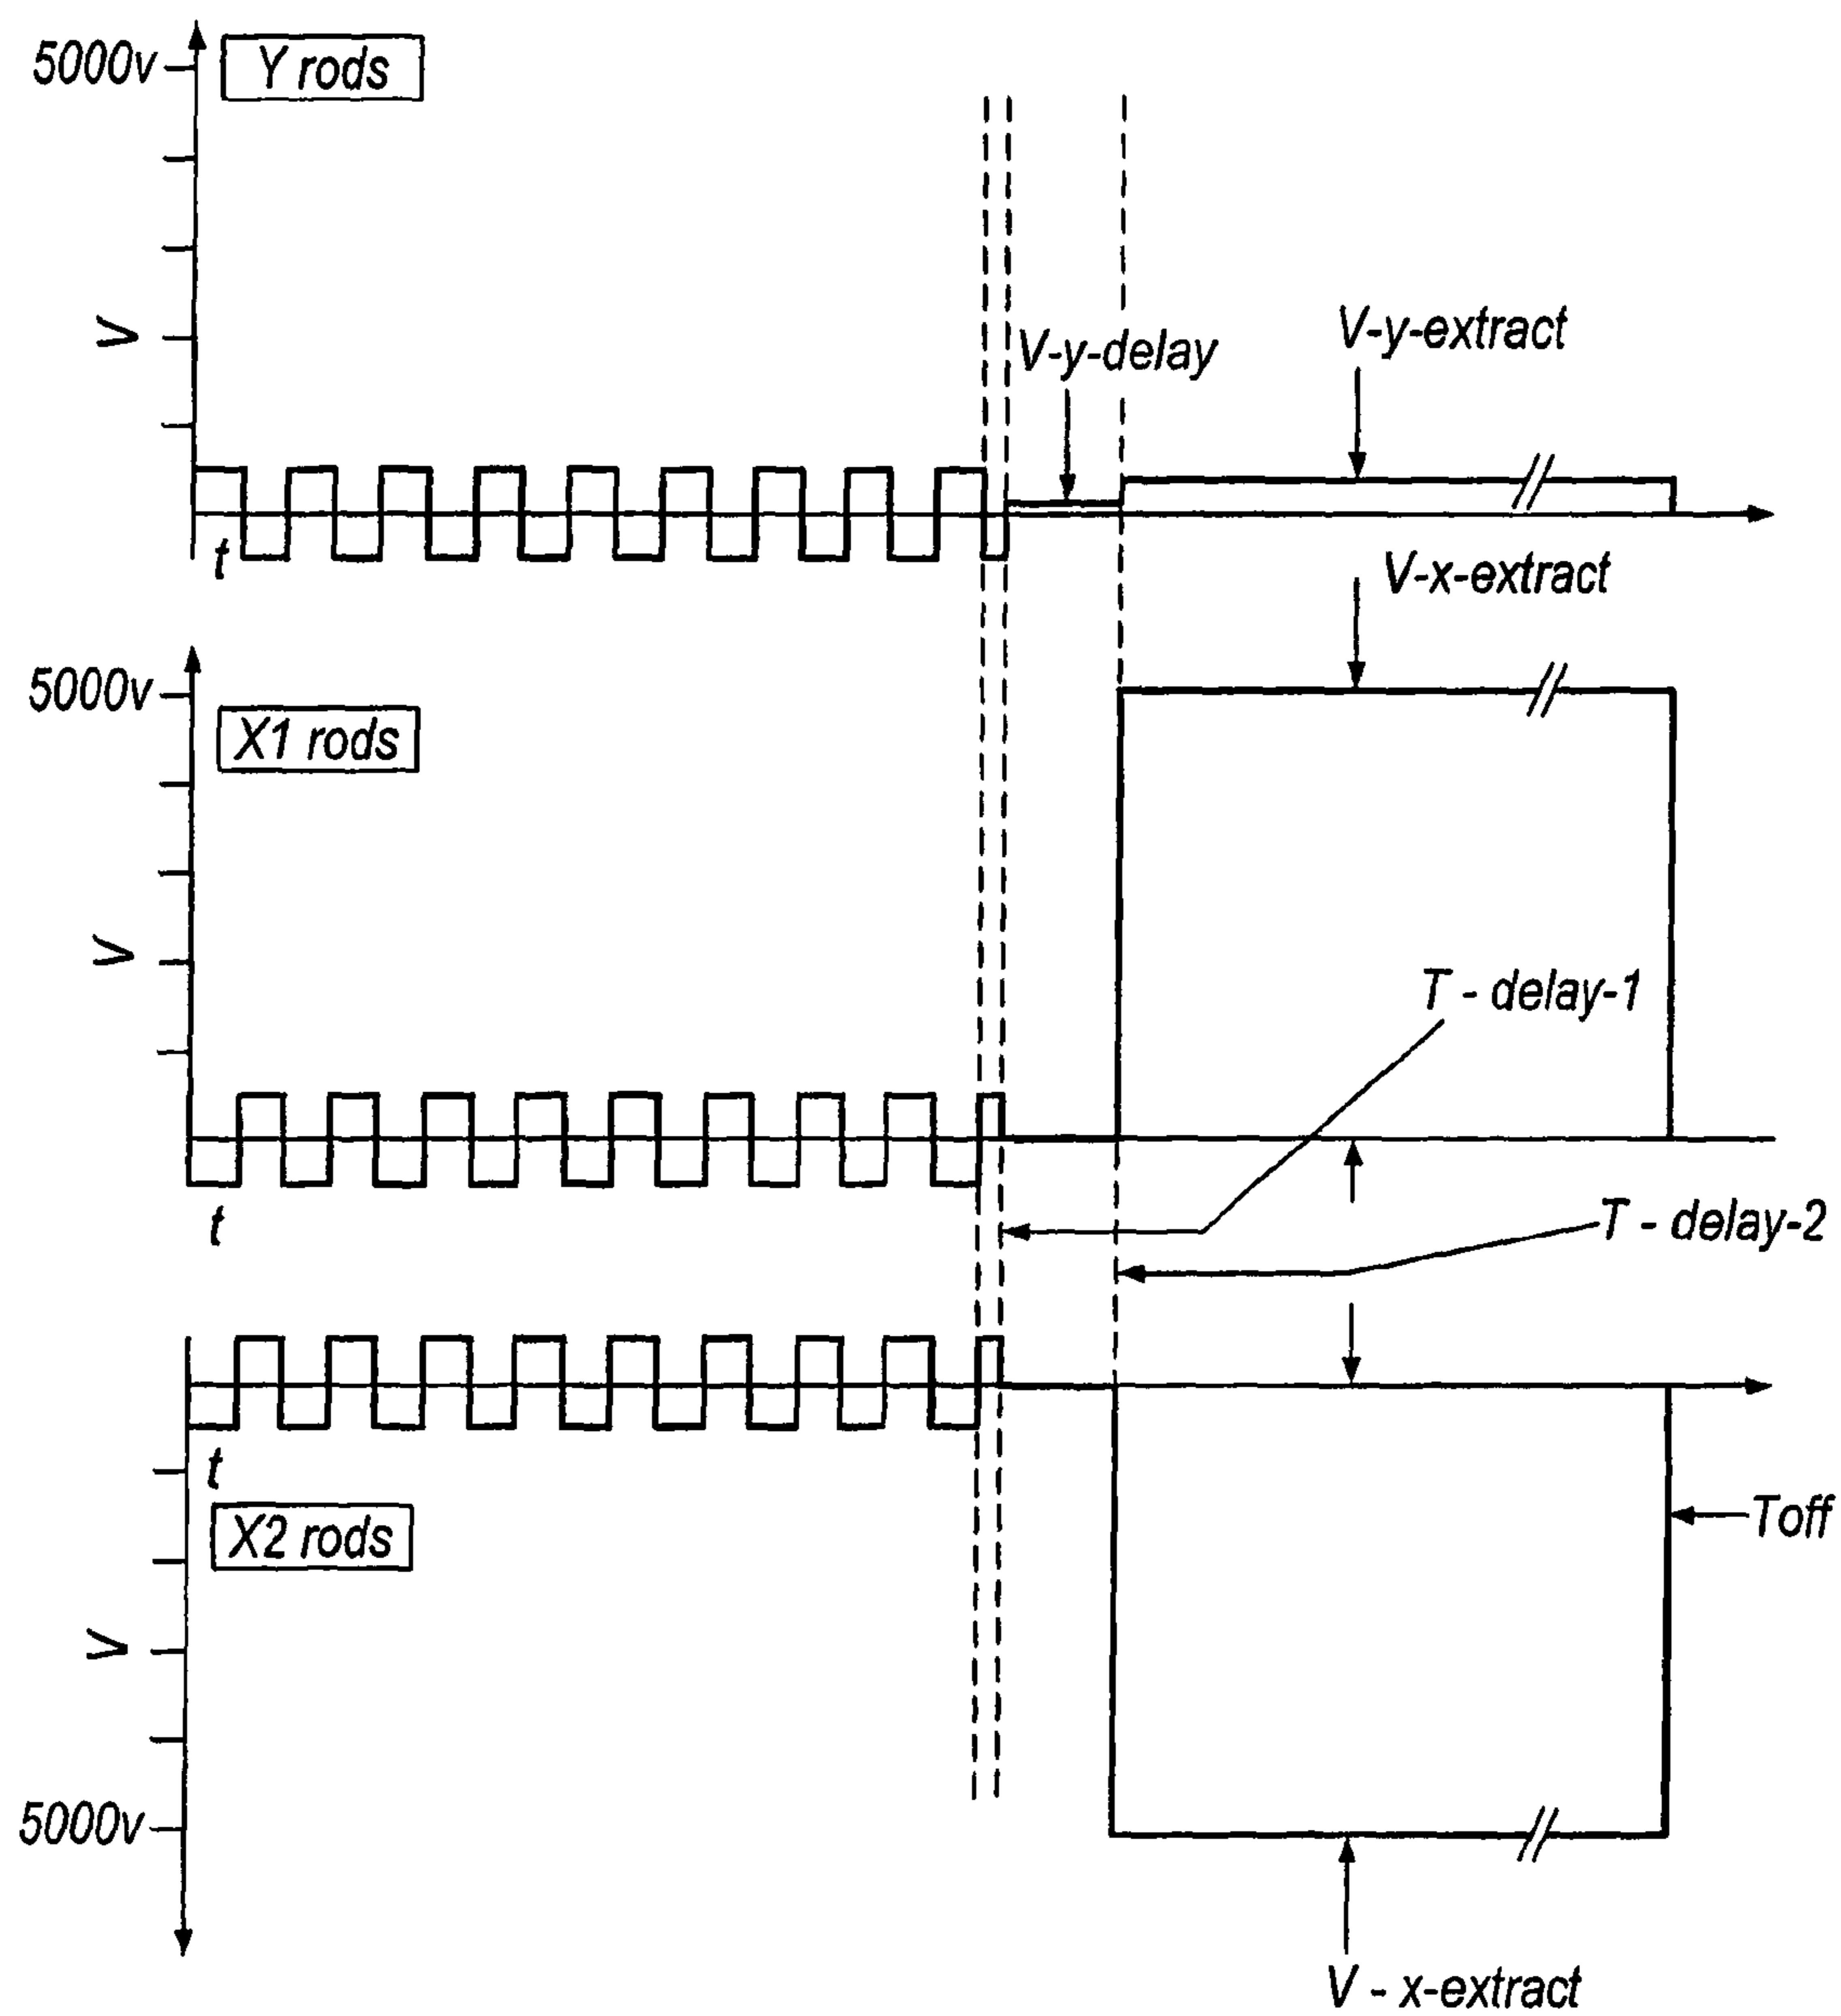 5000v
Y rods
V
V-y-delay
V-y-extract
t
V-x-extract
5000v
X1 rods
V
T - delay-1
t
T - delay-2
t
X2 rods
Toff
V
5000v
V - x-extract